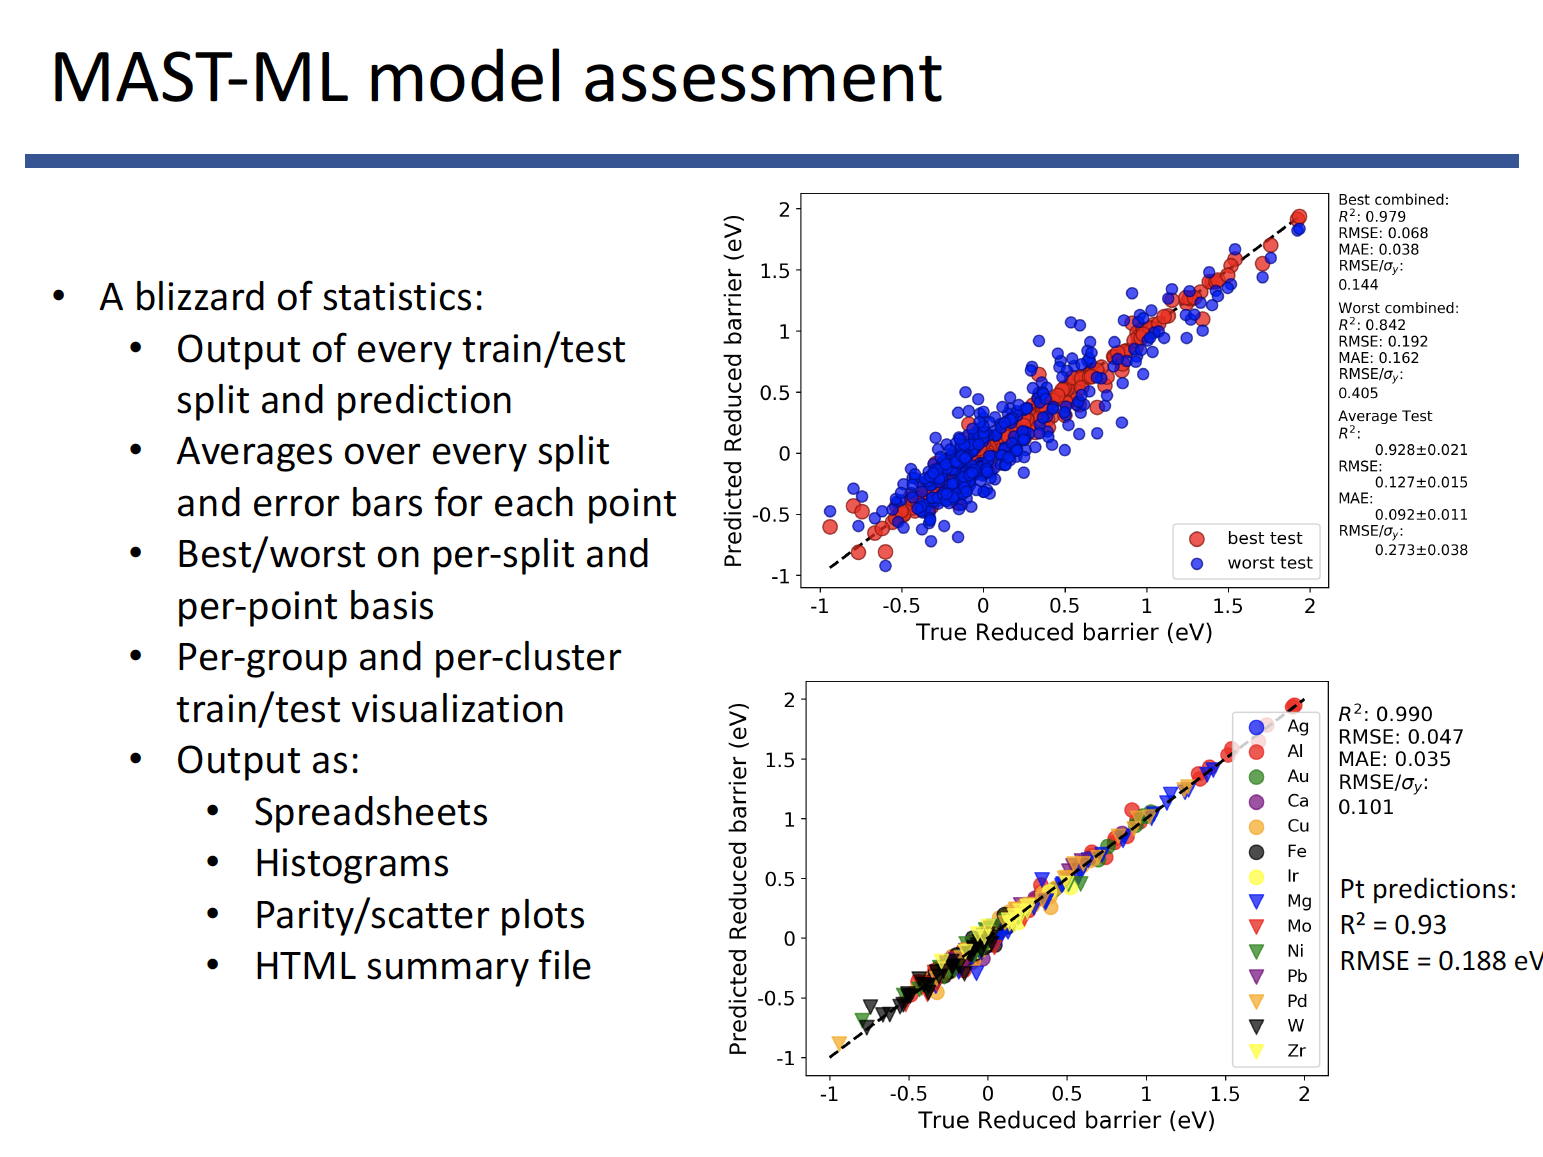 MAST-ML model assessment
• A blizzard of statistics:
• Output of every train/test
split and prediction
• Averages over every split
and error bars for each point
• Best/worst on per-split and
per-point basis
• Per-group and per-cluster
train/test visualization
• Output as:
• Spreadsheets
• Histograms
• Parity/scatter plots
• HTML summary file
Predicted Reduced barrier (eV)
2
1.5
1
0.5
0
-0.5
-1
-1 -0.5 0 0.5 1 1.5 2
True Reduced barrier (eV)
best test
worst test
Best combined:
R²: 0.979
RMSE: 0.068
MAE: 0.038
RMSE/σy:
0.144
Worst combined:
R²: 0.842
RMSE: 0.192
MAE: 0.162
RMSE/σy:
0.405
Average Test
R²:
0.928±0.021
RMSE:
0.127±0.015
MAE:
0.092±0.011
RMSE/σy:
0.273±0.038
Predicted Reduced barrier (eV)
2
1.5
1
0.5
0
-0.5
-1
-1 -0.5 0 0.5 1 1.5 2
True Reduced barrier (eV)
Ag
Al
Au
Ca
Cu
Fe
Ir
Mg
Mo
Ni
Pb
Pd
W
Zr
R²: 0.990
RMSE: 0.047
MAE: 0.035
RMSE/σy:
0.101
Pt predictions:
R² = 0.93
RMSE = 0.188 eV